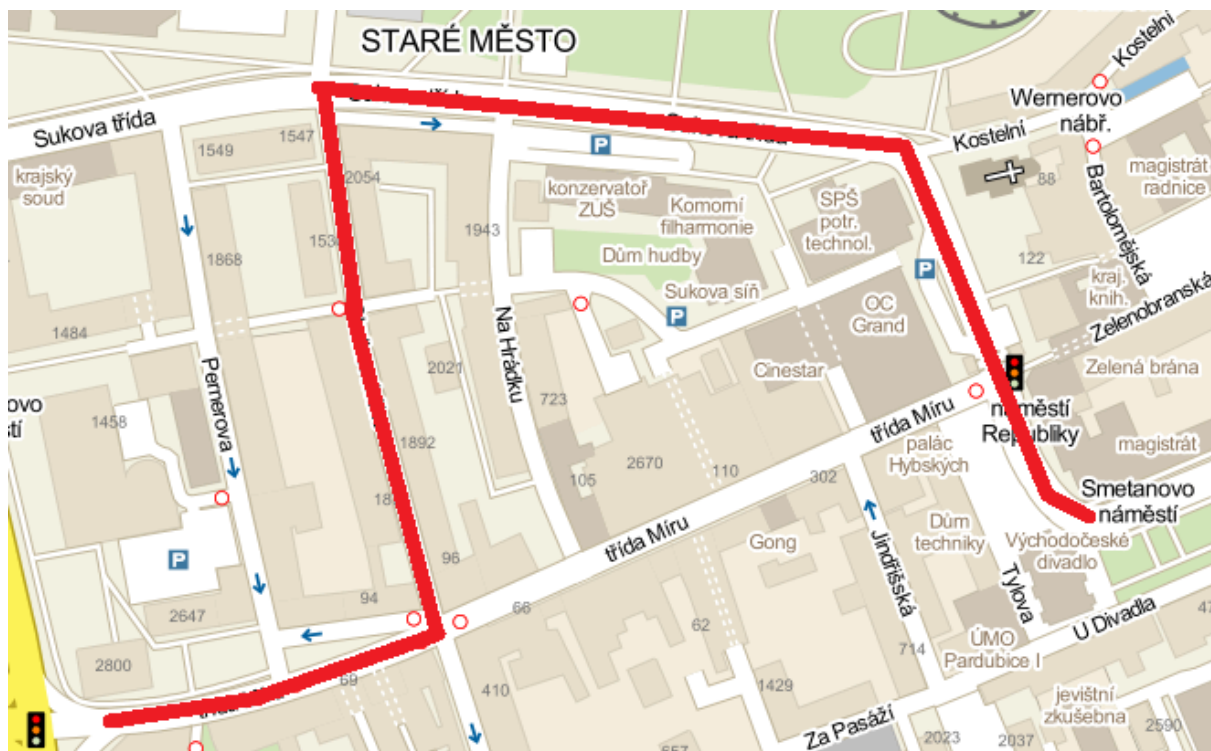 STARÉ MĚSTO
Kostelní
Wernerovo
nábř.
Sukova třída
1547
1549
krajský
soud
2054
Kostelní
88
magistrát
radnice
Bartolomějská
konzervatoř
ZUŠ
Komorní
filharmonie
SPŠ
potr.
technol.
1943
Dům hudby
Sukova síň
1868
122
kraj.
knih.
Zelenobranská
OC
Grand
1484
Pernerova
Na Hrádku
2021
Cinestar
Zelená brána
723
třída Míru
náměstí
Republiky
1458
1892
palác
Hybských
magistrát
2670
110
302
105
Smetanovo
náměstí
třída Míru
Gong
Jindřišská
Dům
techniky
Východočeské
divadlo
Tylova
96
94
66
2647
62
U Divadla
ÚMO
Pardubice I
714
2800
69
410
1429
Za Pasáží
jevištní
zkušebna
2023
2037
2590
P
P
P
P